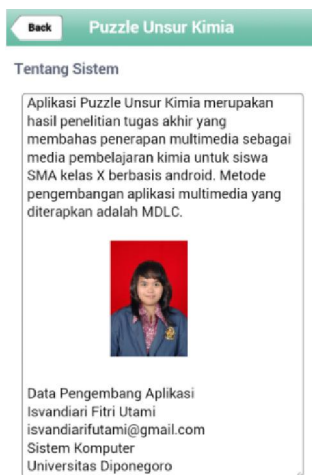 Back
Puzzle Unsur Kimia
Tentang Sistem
Aplikasi Puzzle Unsur Kimia merupakan
hasil penelitian tugas akhir yang
membahas penerapan multimedia sebagai
media pembelajaran kimia untuk siswa
SMA kelas X berbasis android. Metode
pengembangan aplikasi multimedia yang
diterapkan adalah MDLC.
Data Pengembang Aplikasi
Isvandiari Fitri Utami
isvandiarifutami@gmail.com
Sistem Komputer
Universitas Diponegoro